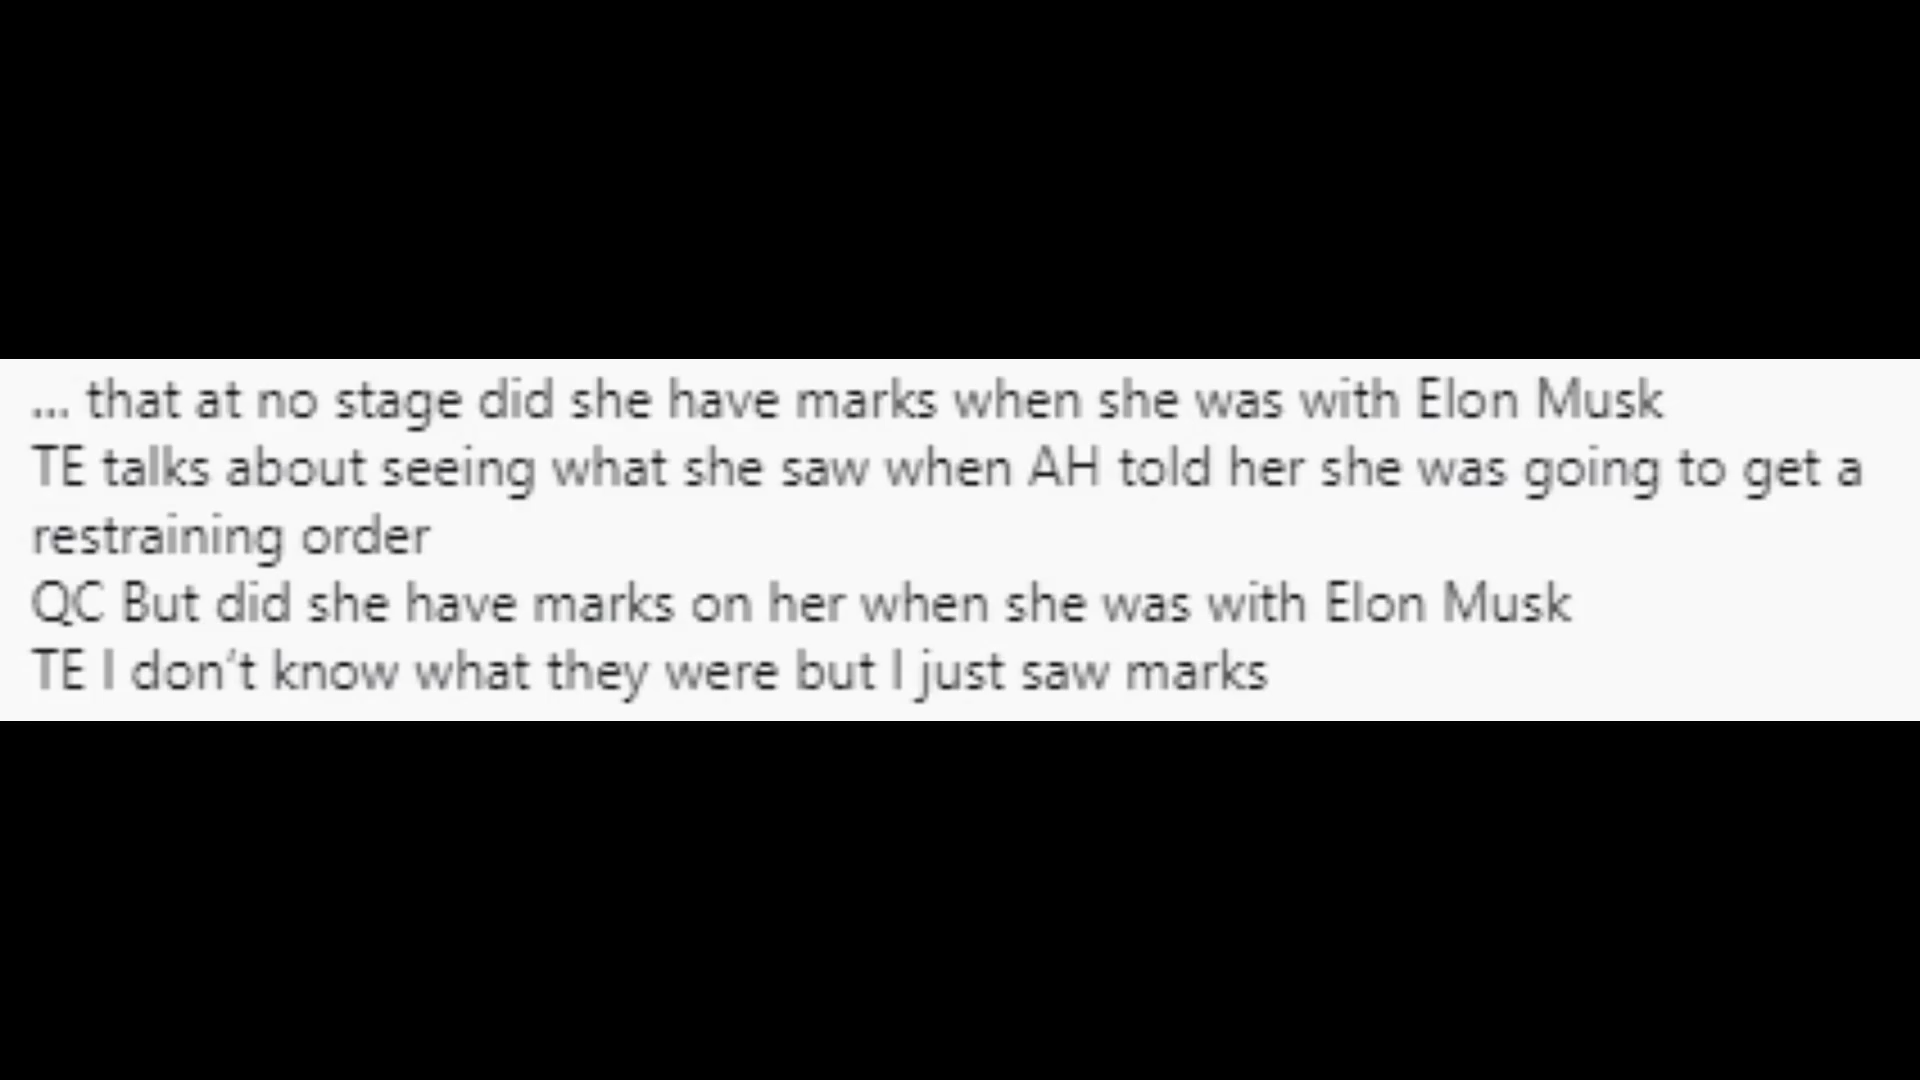 ... that at no stage did she have marks when she was with Elon Musk
TE talks about seeing what she saw when AH told her she was going to get a
restraining order
QC But did she have marks on her when she was with Elon Musk
TE I don't know what they were but I just saw marks